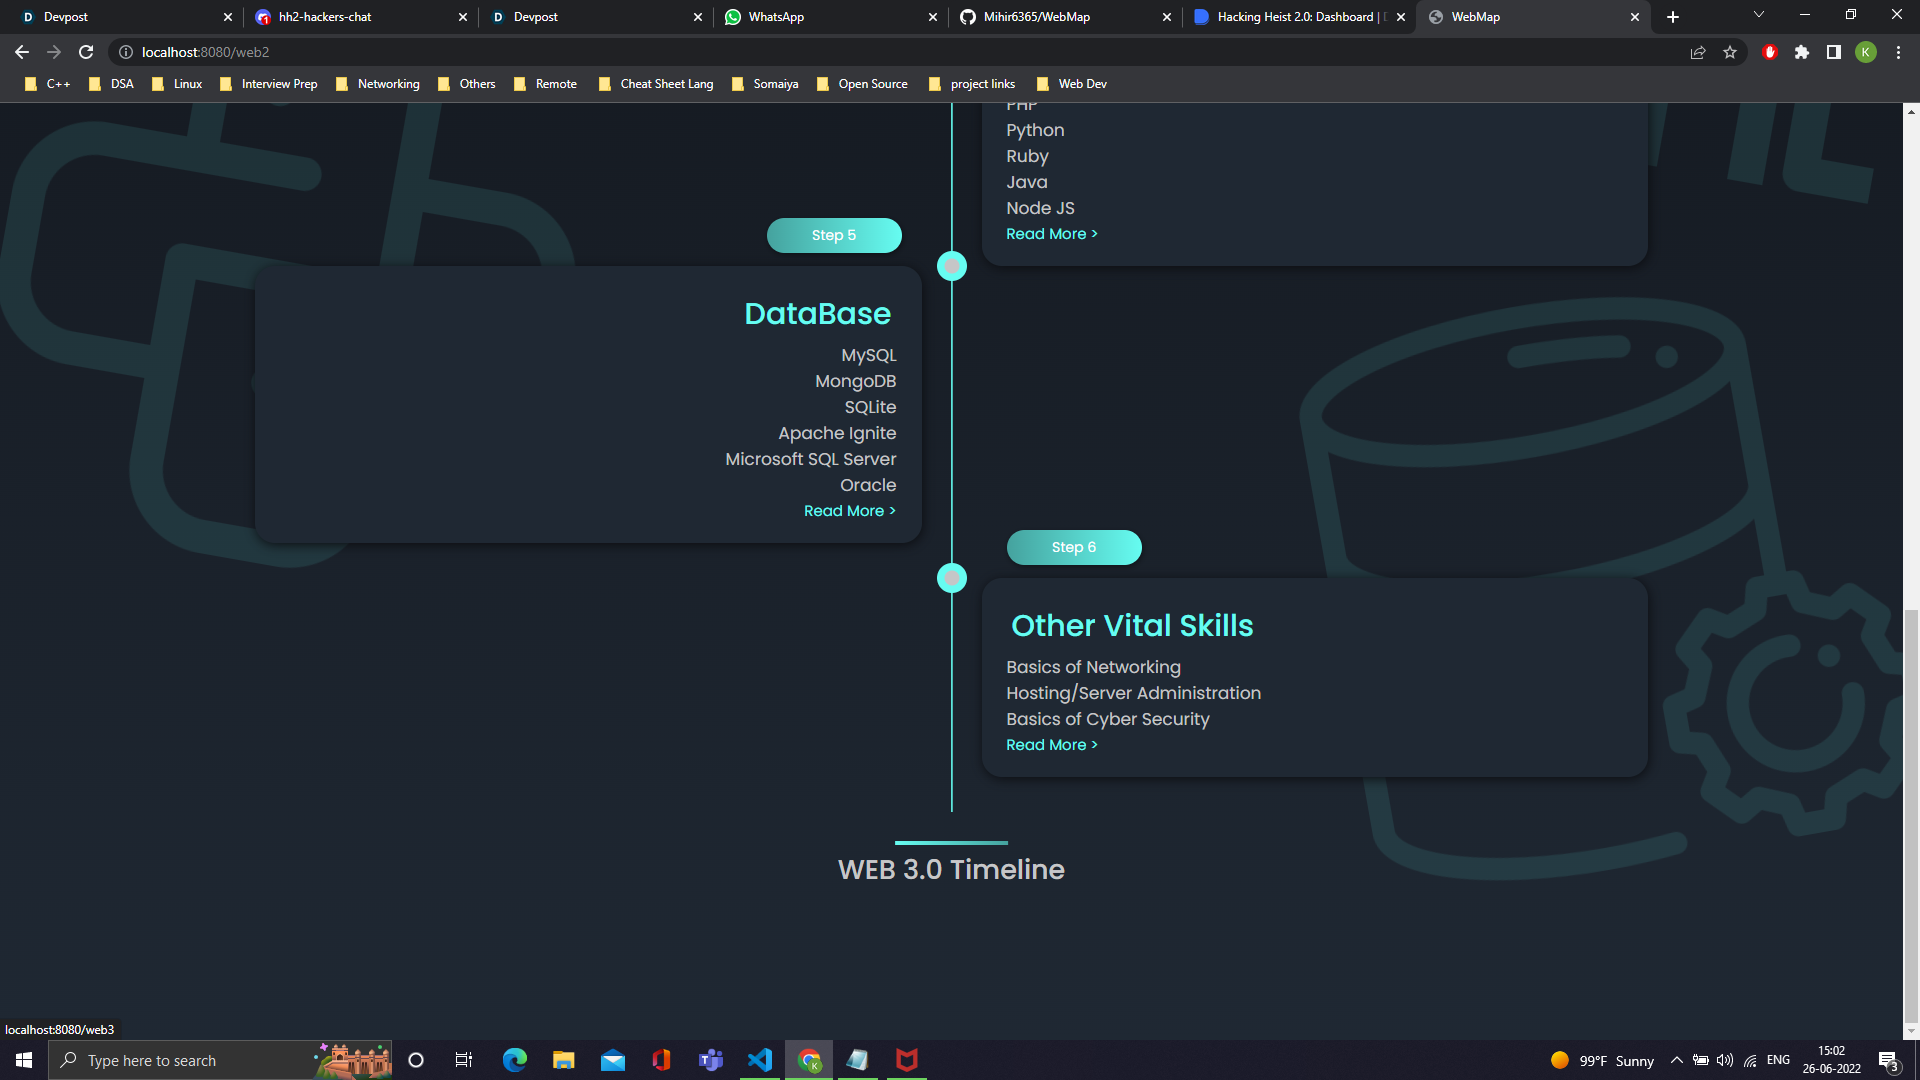 Devpost
hh2-hackers-chat
Devpost
WhatsApp
Mihir6365/WebMap
Hacking Heist 2.0: Dashboard |
WebMap
localhost:8080/web2
K
C++
DSA
Linux
Interview Prep
Networking
Others
Remote
Cheat Sheet Lang
Somaiya
Open Source
project links
Web Dev
PHP
Python
Ruby
Java
Node JS
Read More >
Step 5
DataBase
MySQL
MongoDB
SQLite
Apache Ignite
Microsoft SQL Server
Oracle
Read More >
Step 6
Other Vital Skills
Basics of Networking
Hosting/Server Administration
Basics of Cyber Security
Read More >
WEB 3.0 Timeline
localhost:8080/web3
Type here to search
99°F Sunny
ENG
15:02
26-06-2022
3